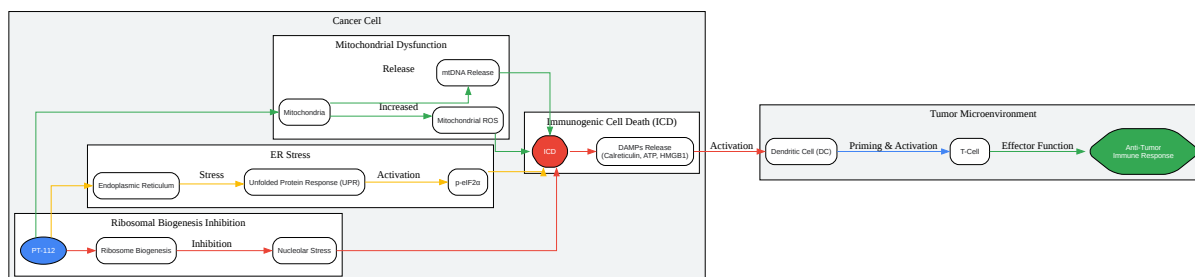 Cancer Cell
Mitochondrial Dysfunction
Release
mtDNA Release
Mitochondria
Increased
Mitochondrial ROS
Immunogenic Cell Death (ICD)
ICD
DAMPs Release
(Calreticulin, ATP, HMGB1)
Activation
Tumor Microenvironment
Dendritic Cell (DC)
Priming & Activation
T-Cell
Effector Function
Anti-Tumor
Immune Response
ER Stress
Endoplasmic Reticulum
Stress
Unfolded Protein Response (UPR)
Activation
p-eIF2α
Ribosomal Biogenesis Inhibition
PT-112
Ribosome Biogenesis
Inhibition
Nucleolar Stress